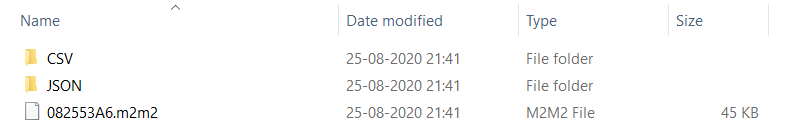 Name Date modified Type Size
CSV 25-08-2020 21:41 File folder
JSON 25-08-2020 21:41 File folder
082553A6.m2m2 25-08-2020 21:41 M2M2 File 45 KB